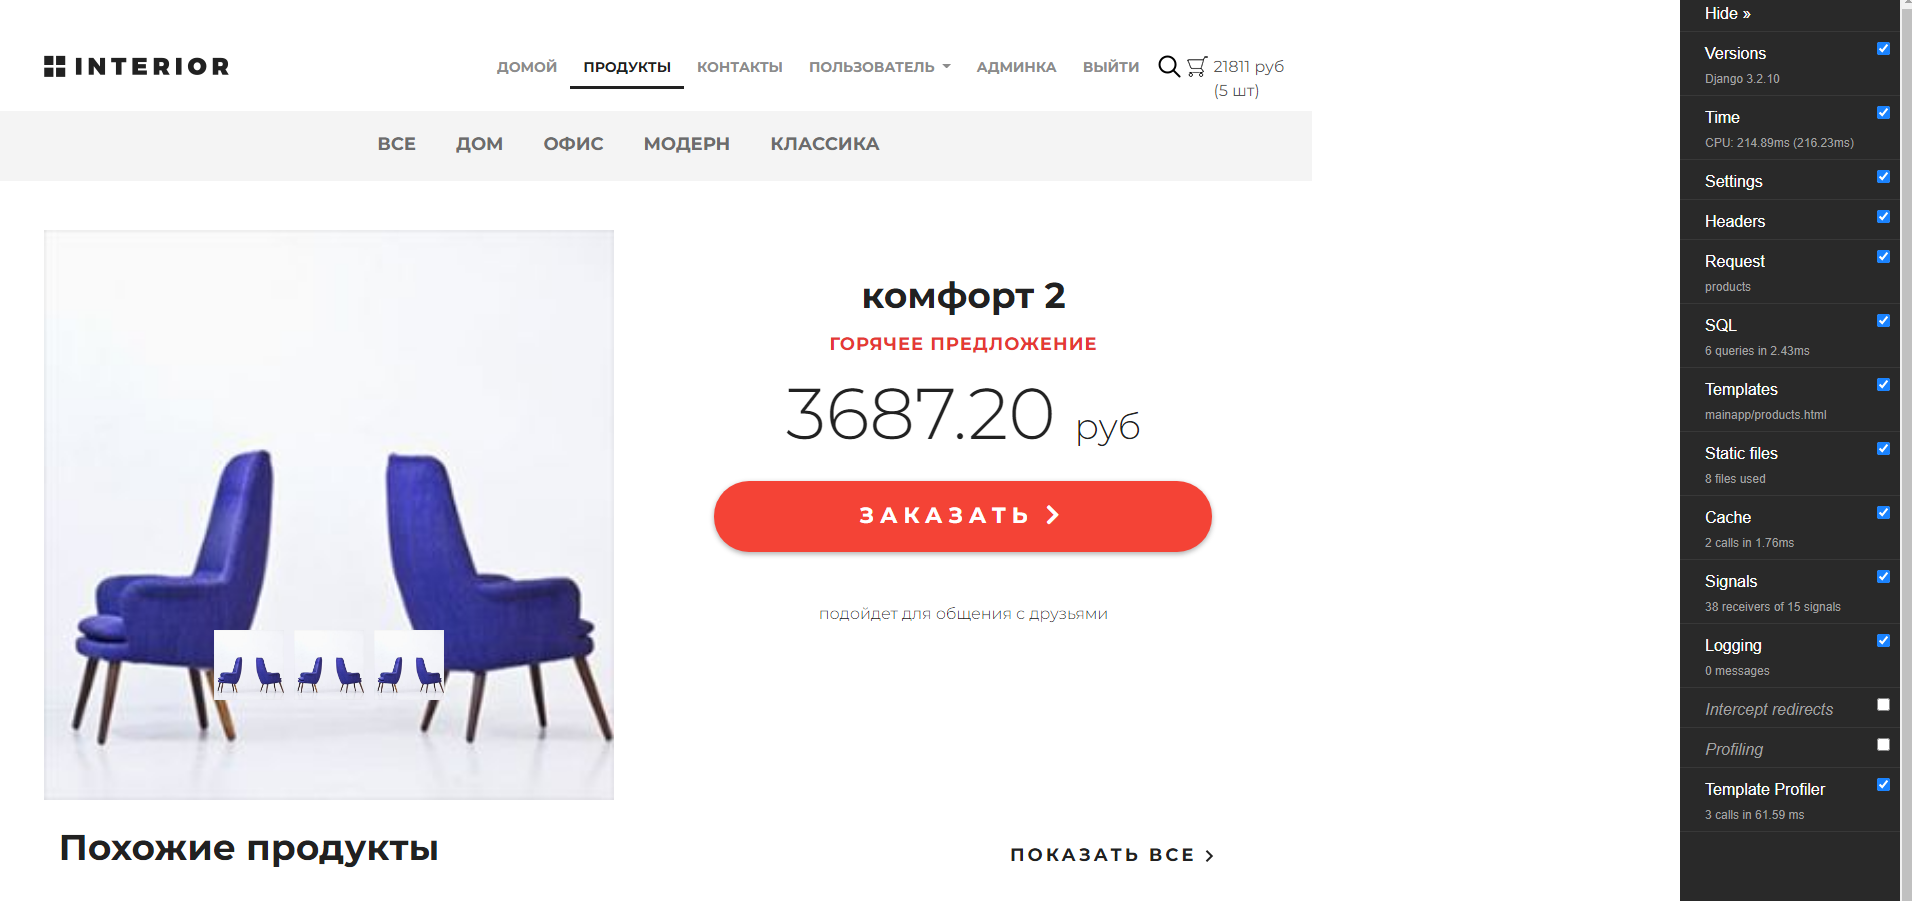 INTERIOR
ДОМОЙ ПРОДУКТЫ КОНТАКТЫ ПОЛЬЗОВАТЕЛЬ АДМИНКА ВЫЙТИ 21811 руб
(5 шт)
ВСЕ ДОМ ОФИС МОДЕРН КЛАССИКА
комфорт 2
ГОРЯЧЕЕ ПРЕДЛОЖЕНИЕ
3687.20 руб
ЗАКАЗАТЬ
подойдет для общения с друзьями
Похожие продукты
ПОКАЗАТЬ ВСЕ
Hide »
Versions
Django 3.2.10
Time
CPU: 214.89ms (216.23ms)
Settings
Headers
Request
products
SQL
6 queries in 2.43ms
Templates
mainapp/products.html
Static files
8 files used
Cache
2 calls in 1.76ms
Signals
38 receivers of 15 signals
Logging
0 messages
Intercept redirects
Profiling
Template Profiler
3 calls in 61.59 ms